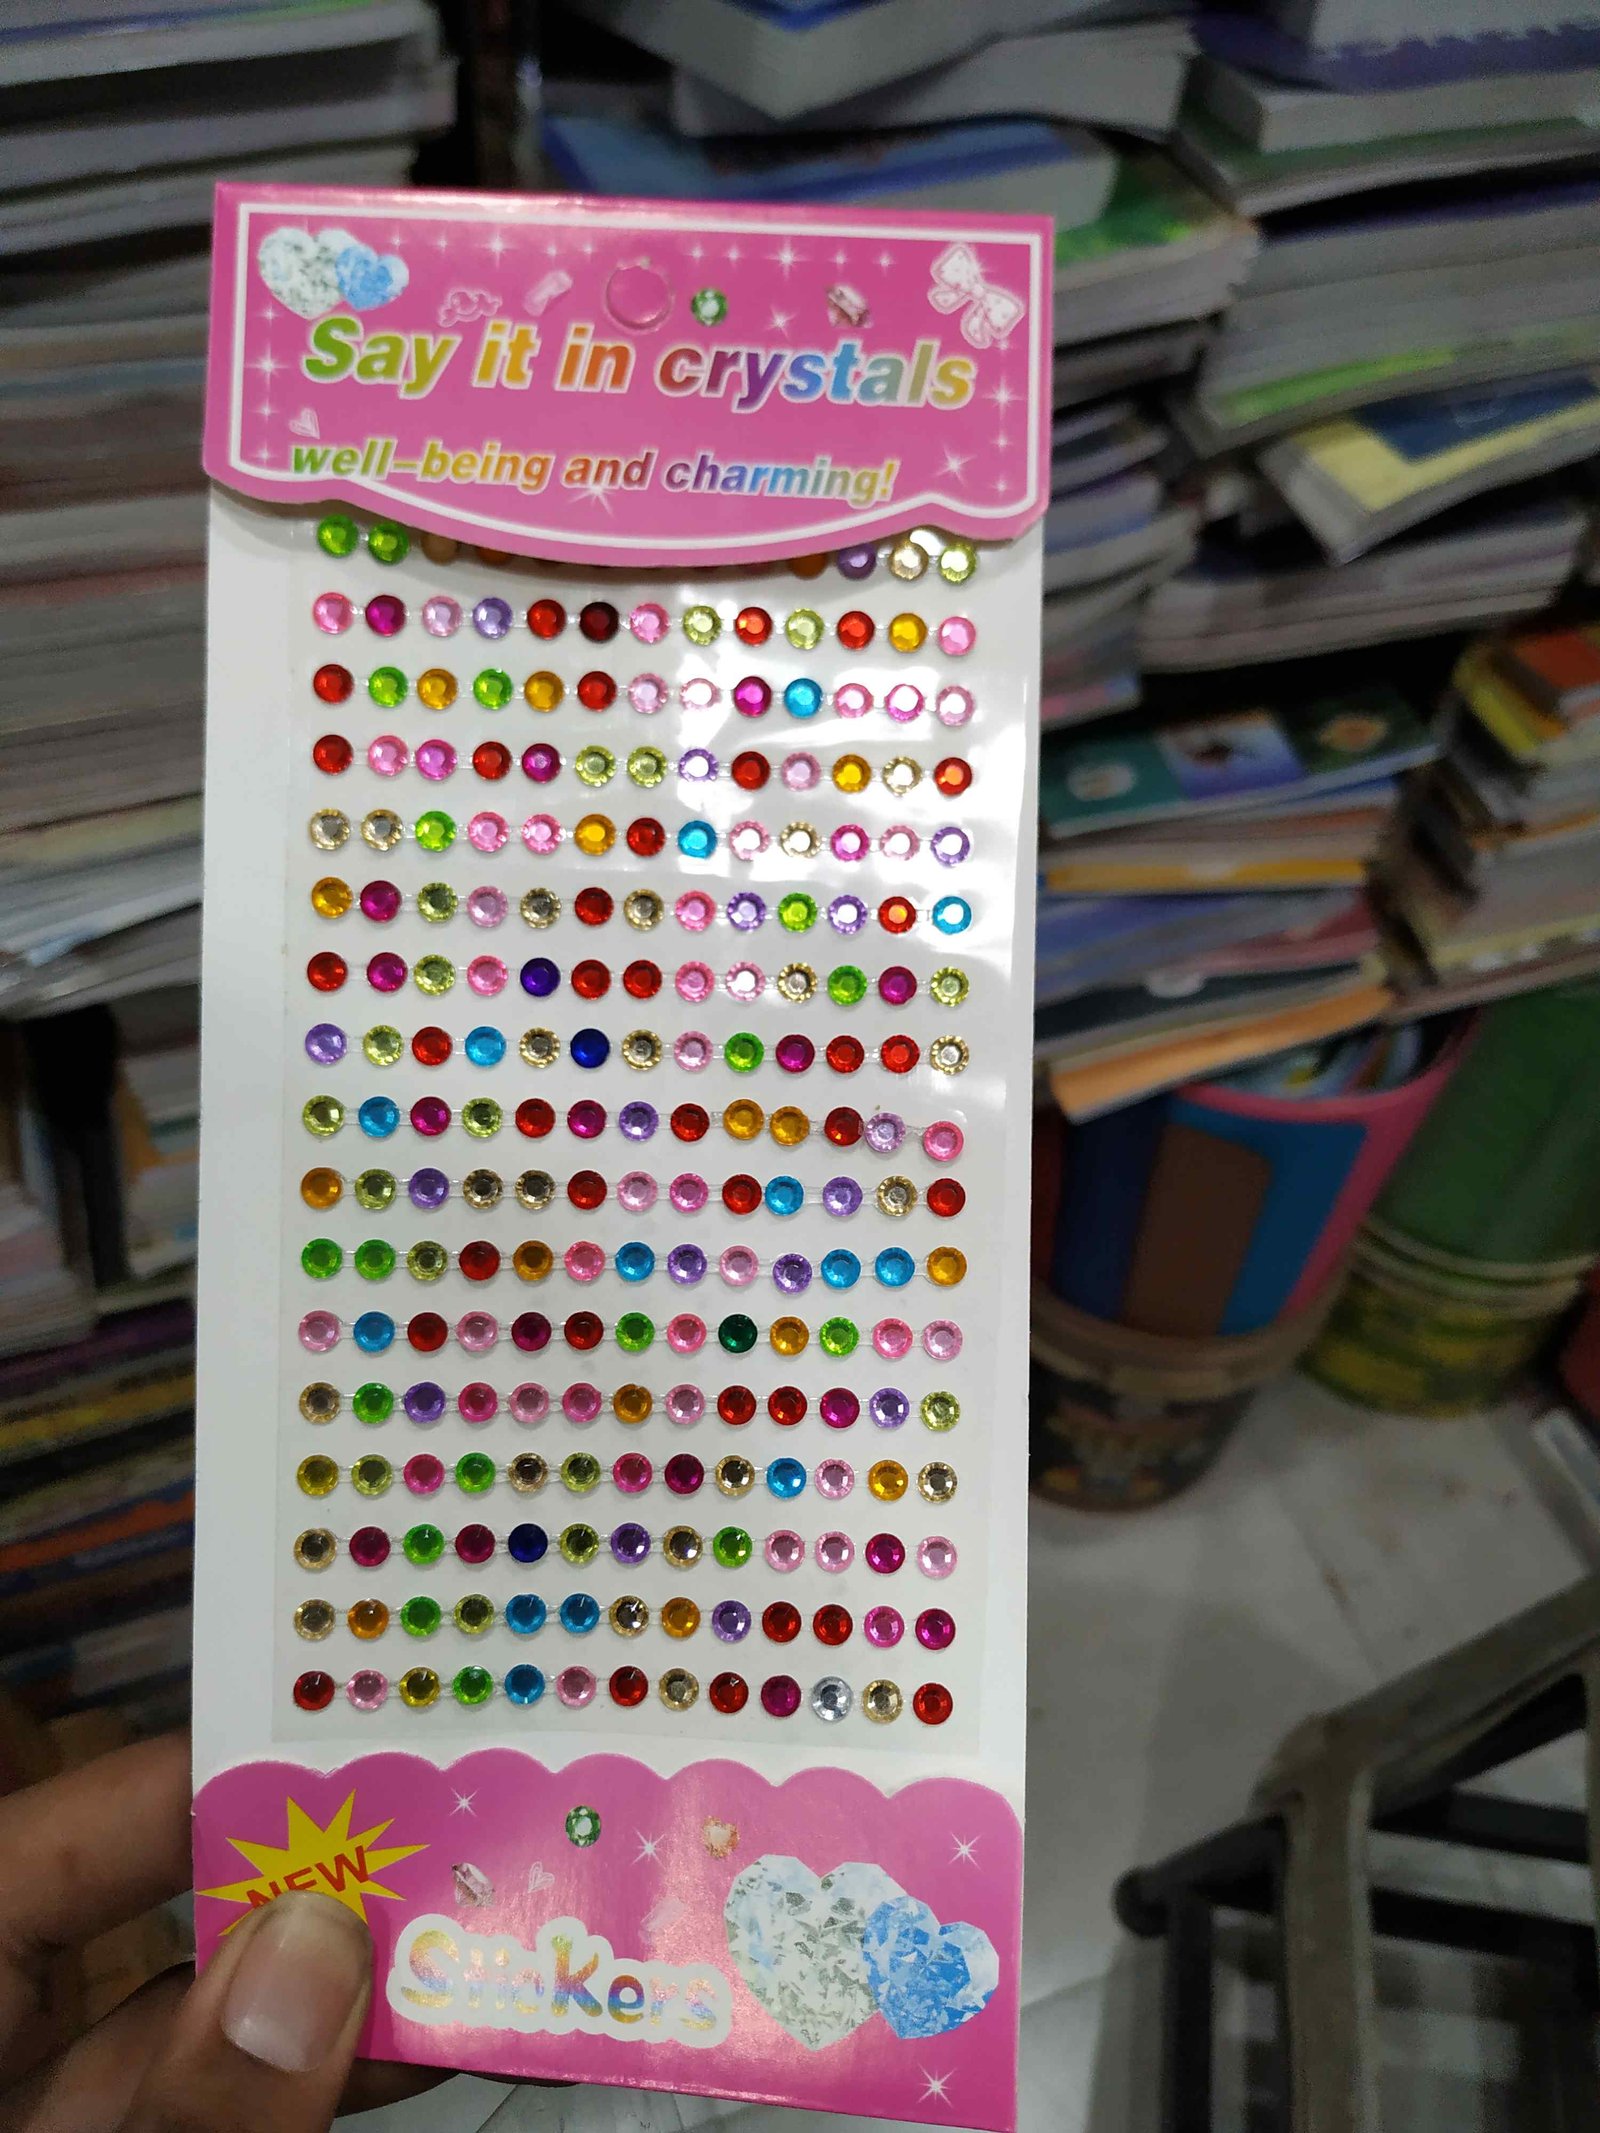 Say it in crystals
well-being and charming!
NEW
Stickers